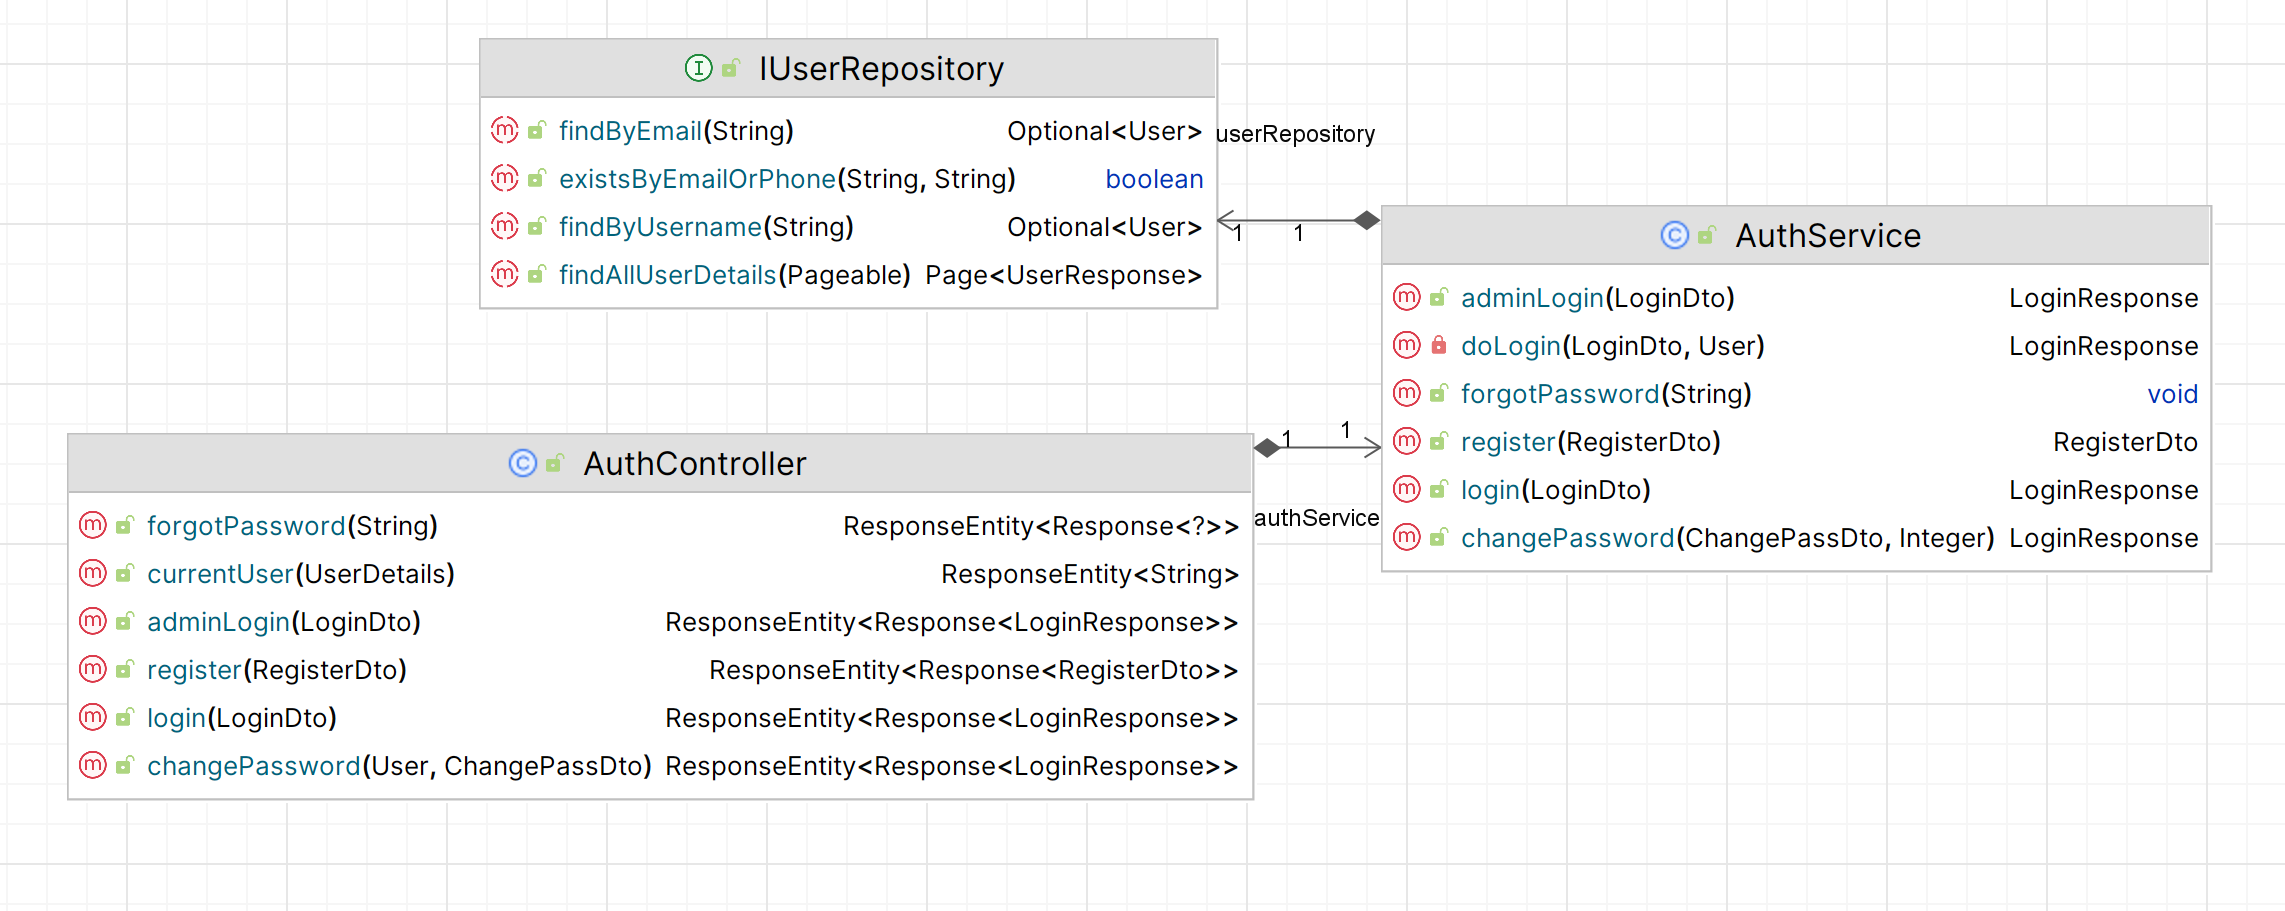 IUserRepository
findByEmail(String) Optional<User>
existsByEmailOrPhone(String, String) boolean
findByUsername(String) Optional<User>
findAllUserDetails(Pageable) Page<UserResponse>
userRepository
1 1
AuthService
adminLogin(LoginDto) LoginResponse
doLogin(LoginDto, User) LoginResponse
forgotPassword(String) void
register(RegisterDto) RegisterDto
login(LoginDto) LoginResponse
changePassword(ChangePassDto, Integer) LoginResponse
1 1
authService
AuthController
forgotPassword(String) ResponseEntity<Response<?>>
currentUser(UserDetails) ResponseEntity<String>
adminLogin(LoginDto) ResponseEntity<Response<LoginResponse>>
register(RegisterDto) ResponseEntity<Response<RegisterDto>>
login(LoginDto) ResponseEntity<Response<LoginResponse>>
changePassword(User, ChangePassDto) ResponseEntity<Response<LoginResponse>>